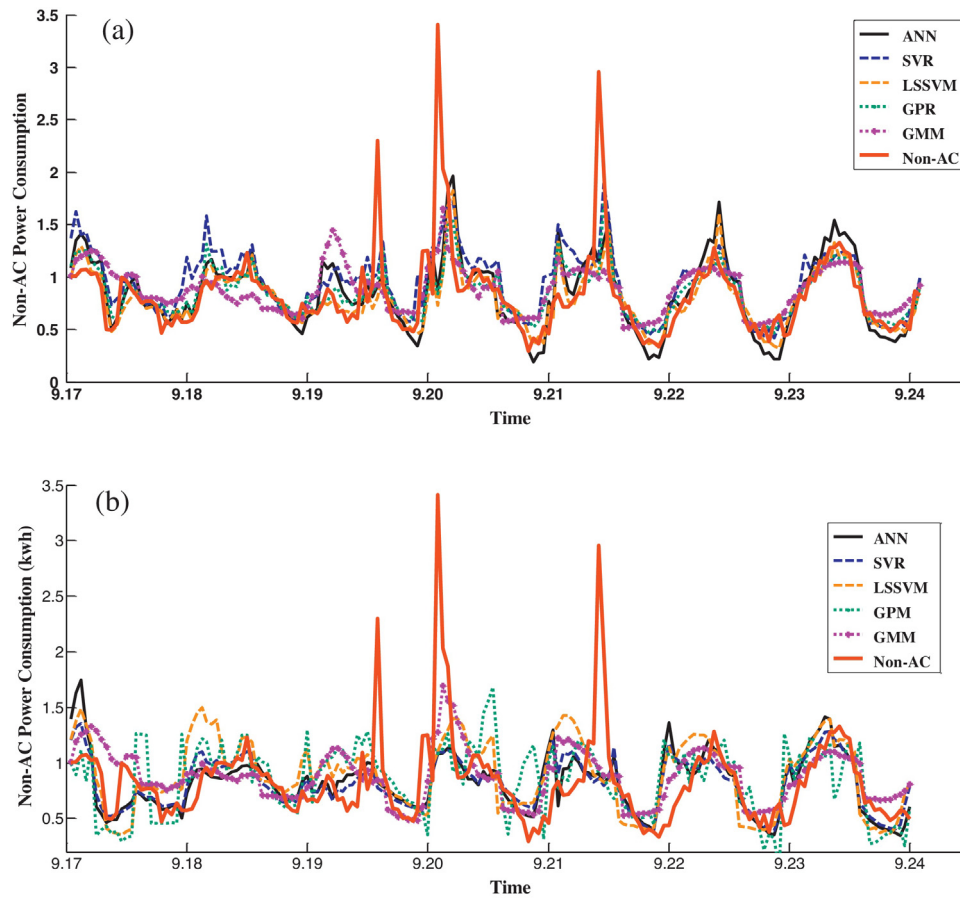 (a)
Non-AC Power Consumption
3.5
3
2.5
2
1.5
1
0.5
0
ANN
SVR
LSSVM
GPR
GMM
Non-AC
9.17 9.18 9.19 9.20 9.21 9.22 9.23 9.24
Time
(b)
Non-AC Power Consumption (kwh)
3.5
3
2.5
2
1.5
1
0.5
ANN
SVR
LSSVM
GPM
GMM
Non-AC
9.17 9.18 9.19 9.20 9.21 9.22 9.23 9.24
Time